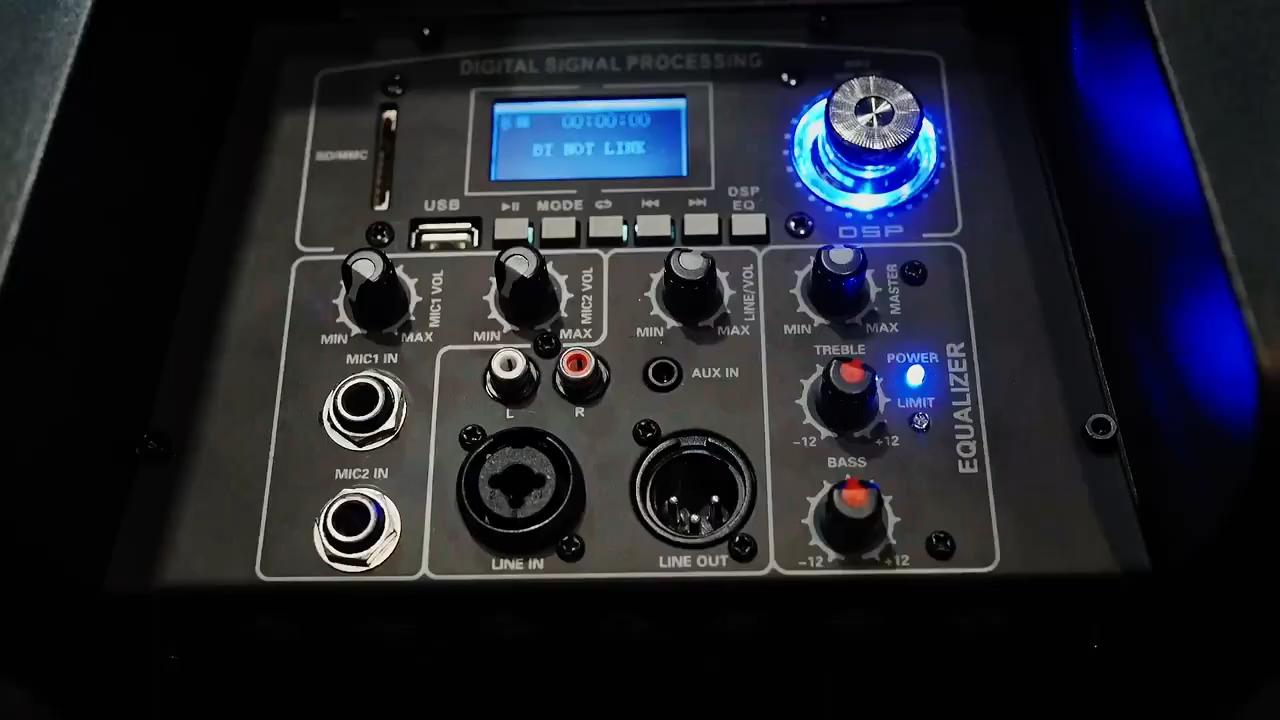 DIGITAL SIGNAL PROCESSING
00:00:00
BT NOT LINK
SD/MMC
USB
MODE
DSP
EQ
DSP
MIC1 VOL
MIN
MAX
MIC2 VOL
MIN
MAX
LINE/VOL
MIN
MAX
MASTER
MIN
MAX
MIC1 IN
MIC2 IN
L
R
AUX IN
LINE IN
LINE OUT
TREBLE
-12
+12
POWER
LIMIT
BASS
-12
+12
EQUALIZER